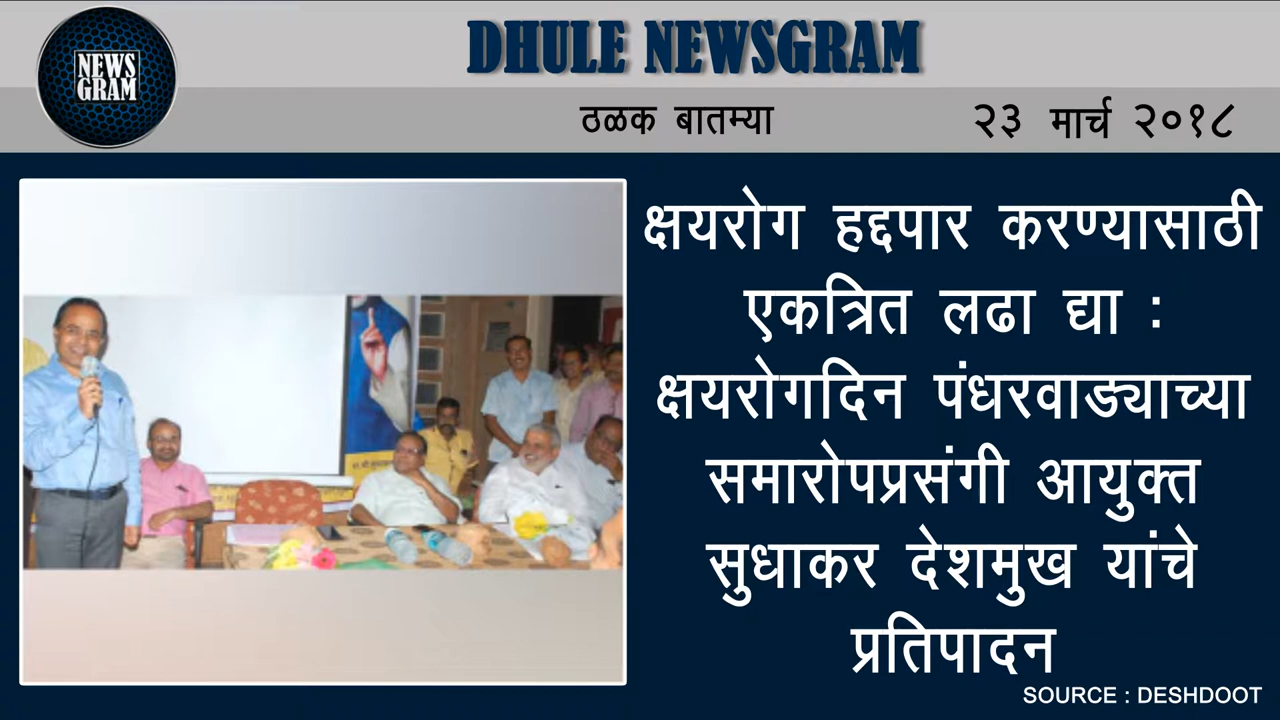 NEWS
GRAM
DHULE NEWSGRAM
ठळक बातम्या
२३ मार्च २०१८
क्षयरोग हद्दपार करण्यासाठी
एकत्रित लढा द्या :
क्षयरोगदिन पंधरवाड्याच्या
समारोपप्रसंगी आयुक्त
सुधाकर देशमुख यांचे
प्रतिपादन
SOURCE : DESHDOOT